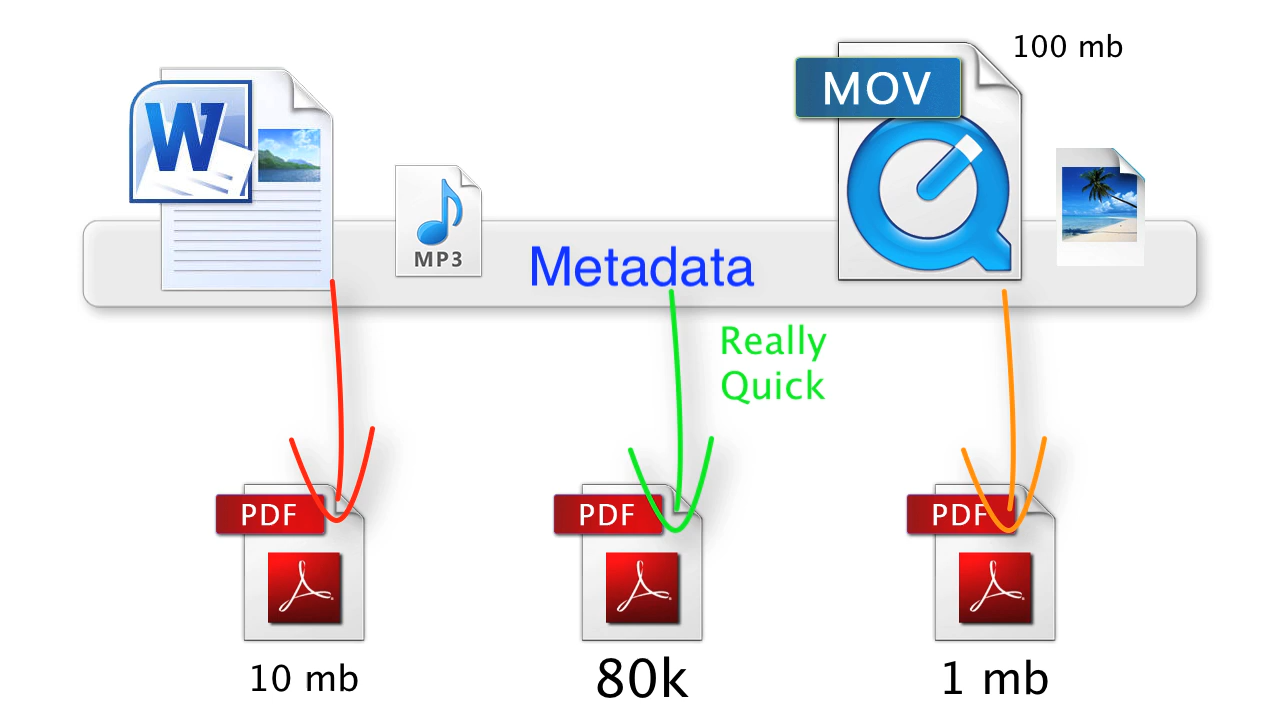 100 mb
MOV
W
MP3
Metadata
Really
Quick
PDF
PDF
PDF
10 mb
80k
1 mb